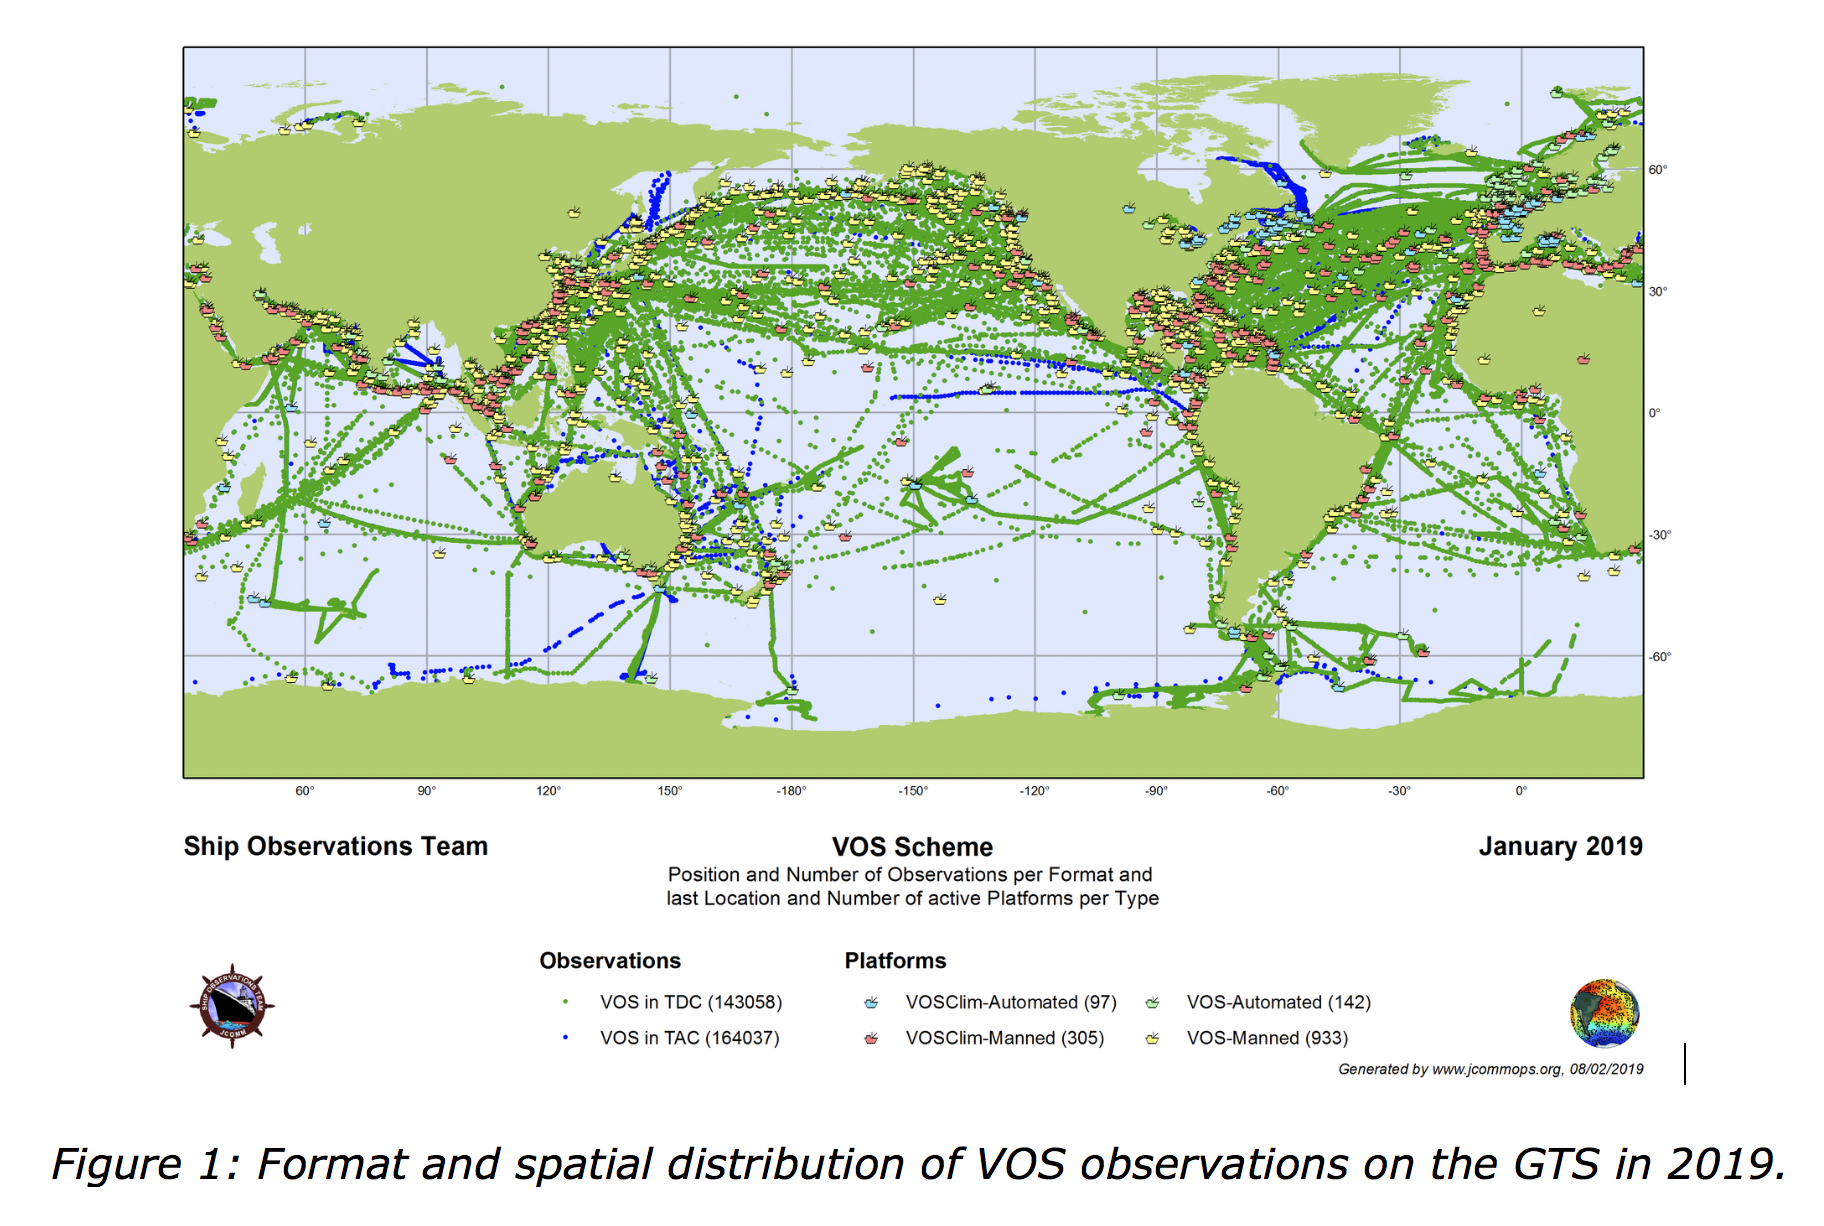 60°
30°
0°
-30°
-60°
60° 90° 120° 150° -180° -150° -120° -90° -60° -30° 0°
Ship Observations Team VOS Scheme January 2019
Position and Number of Observations per Format and
last Location and Number of active Platforms per Type
Observations Platforms
VOS in TDC (143058) VOSClim-Automated (97) VOS-Automated (142)
VOS in TAC (164037) VOSClim-Manned (305) VOS-Manned (933)
SHIP OBSERVATIONS TEAM
JCOMM
Generated by www.jcommops.org, 08/02/2019
Figure 1: Format and spatial distribution of VOS observations on the GTS in 2019.